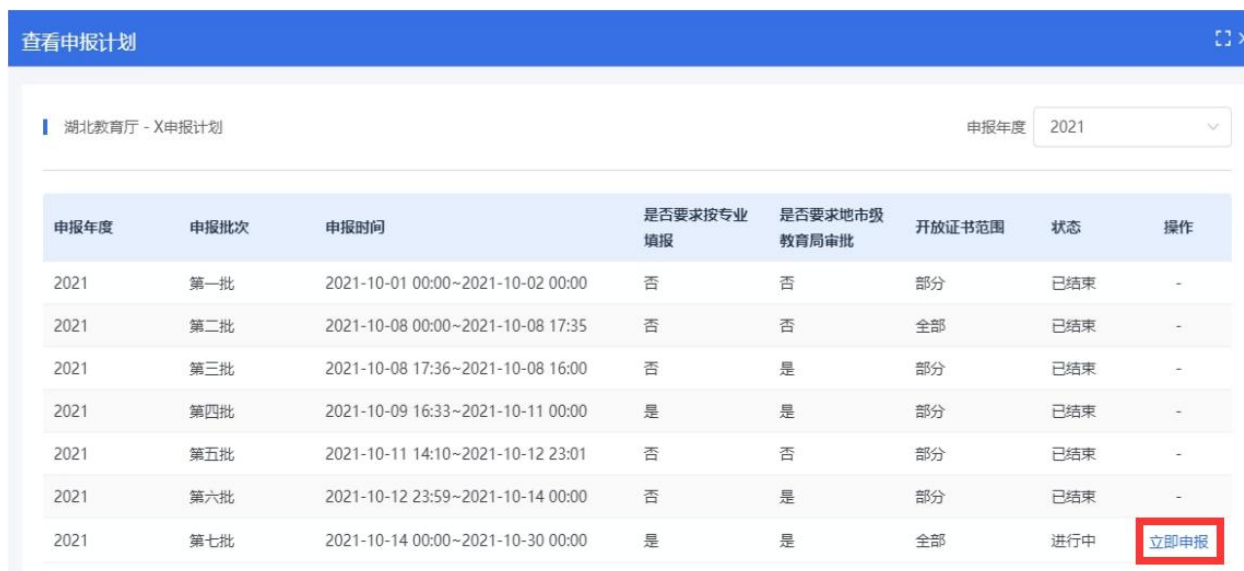 查看申报计划
湖北教育厅 - X申报计划 申报年度 2021
申报年度 申报批次 申报时间 是否要求按专业填报 是否要求地市级教育局审批 开放证书范围 状态 操作
2021 第一批 2021-10-01 00:00~2021-10-02 00:00 否 否 部分 已结束 -
2021 第二批 2021-10-08 00:00~2021-10-08 17:35 否 否 全部 已结束 -
2021 第三批 2021-10-08 17:36~2021-10-08 16:00 否 是 部分 已结束 -
2021 第四批 2021-10-09 16:33~2021-10-11 00:00 是 是 部分 已结束 -
2021 第五批 2021-10-11 14:10~2021-10-12 23:01 否 否 部分 已结束 -
2021 第六批 2021-10-12 23:59~2021-10-14 00:00 否 是 部分 已结束 -
2021 第七批 2021-10-14 00:00~2021-10-30 00:00 是 是 全部 进行中 立即申报